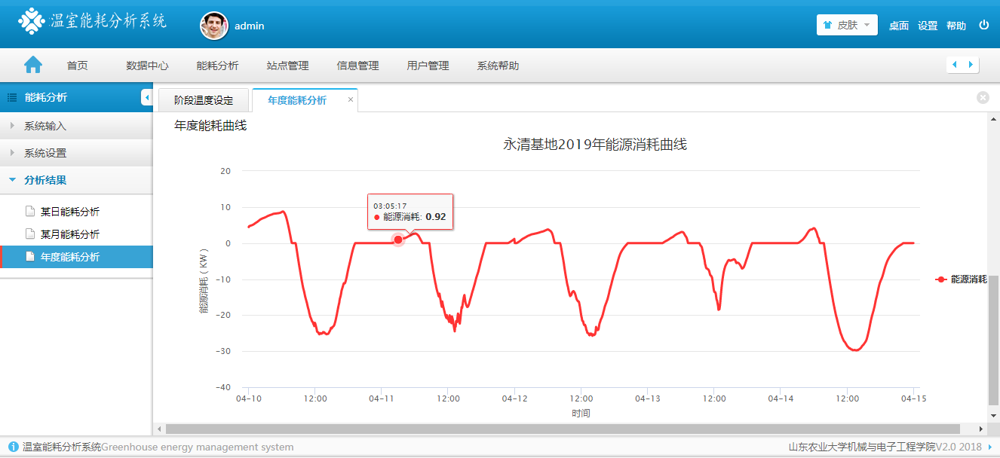 温室能耗分析系统
admin
皮肤
桌面 设置 帮助
首页 数据中心 能耗分析 站点管理 信息管理 用户管理 系统帮助
能耗分析
系统输入
系统设置
分析结果
某日能耗分析
某月能耗分析
年度能耗分析
阶段温度设定 年度能耗分析 ×
年度能耗曲线
永清基地2019年能源消耗曲线
20
10
0
-10
-20
-30
-40
能源消耗 ( KW )
03:05:17
能源消耗: 0.92
04-10 12:00 04-11 12:00 04-12 12:00 04-13 12:00 04-14 12:00 04-15
时间
能源消耗
温室能耗分析系统Greenhouse energy management system
山东农业大学机械与电子工程学院V2.0 2018